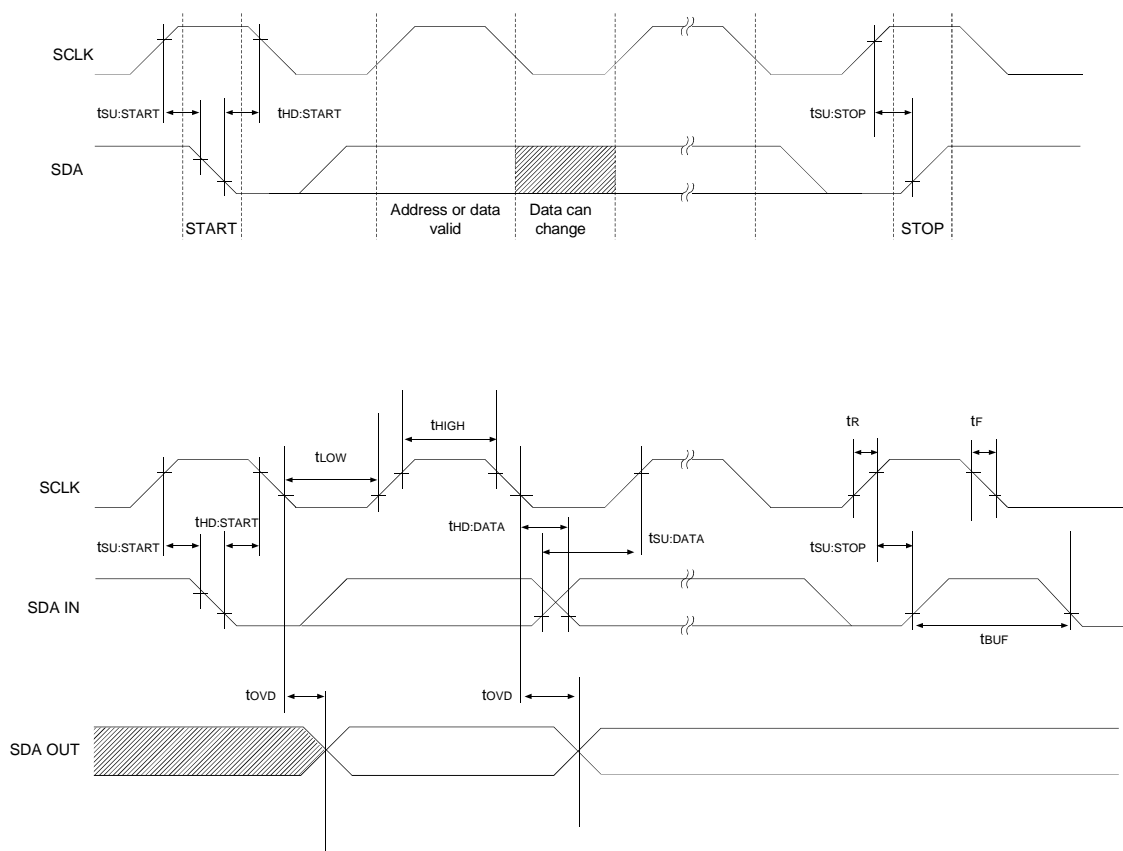 SCLK
tSU:START
tHD:START
tSU:STOP
SDA
Address or data
valid
Data can
change
START
STOP
tHIGH
tR
tF
tLOW
SCLK
tHD:START
tHD:DATA
tSU:START
tSU:DATA
tSU:STOP
SDA IN
tBUF
tOVD
tOVD
SDA OUT